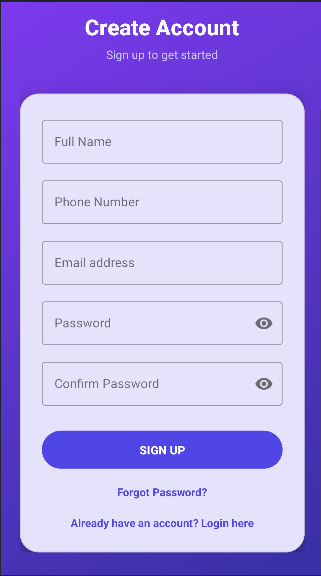 Create Account
Sign up to get started
Full Name
Phone Number
Email address
Password
Confirm Password
SIGN UP
Forgot Password?
Already have an account? Login here